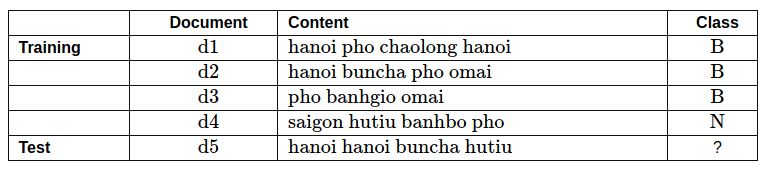 Document Content Class
Training d1 hanoi pho chaolong hanoi B
d2 hanoi buncha pho omai B
d3 pho banhgio omai B
d4 saigon hutiu banhbo pho N
Test d5 hanoi hanoi buncha hutiu ?